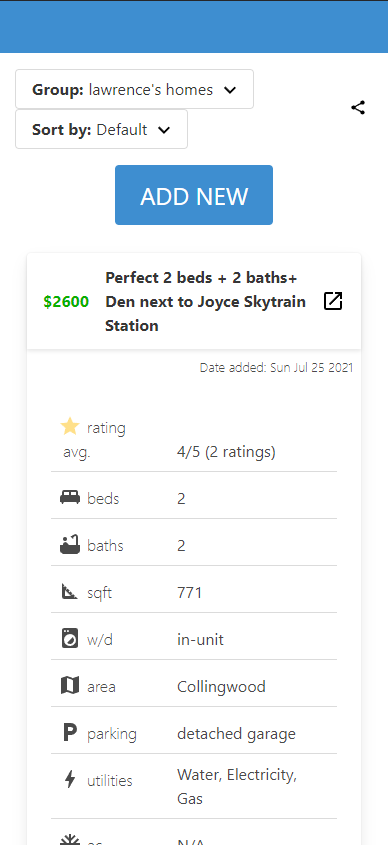 Group: lawrence's homes
Sort by: Default
ADD NEW
$2600
Perfect 2 beds + 2 baths+
Den next to Joyce Skytrain
Station
Date added: Sun Jul 25 2021
rating
avg.
4/5 (2 ratings)
beds
2
baths
2
sqft
771
w/d
in-unit
area
Collingwood
P parking
detached garage
utilities
Water, Electricity,
Gas
ac
N/A